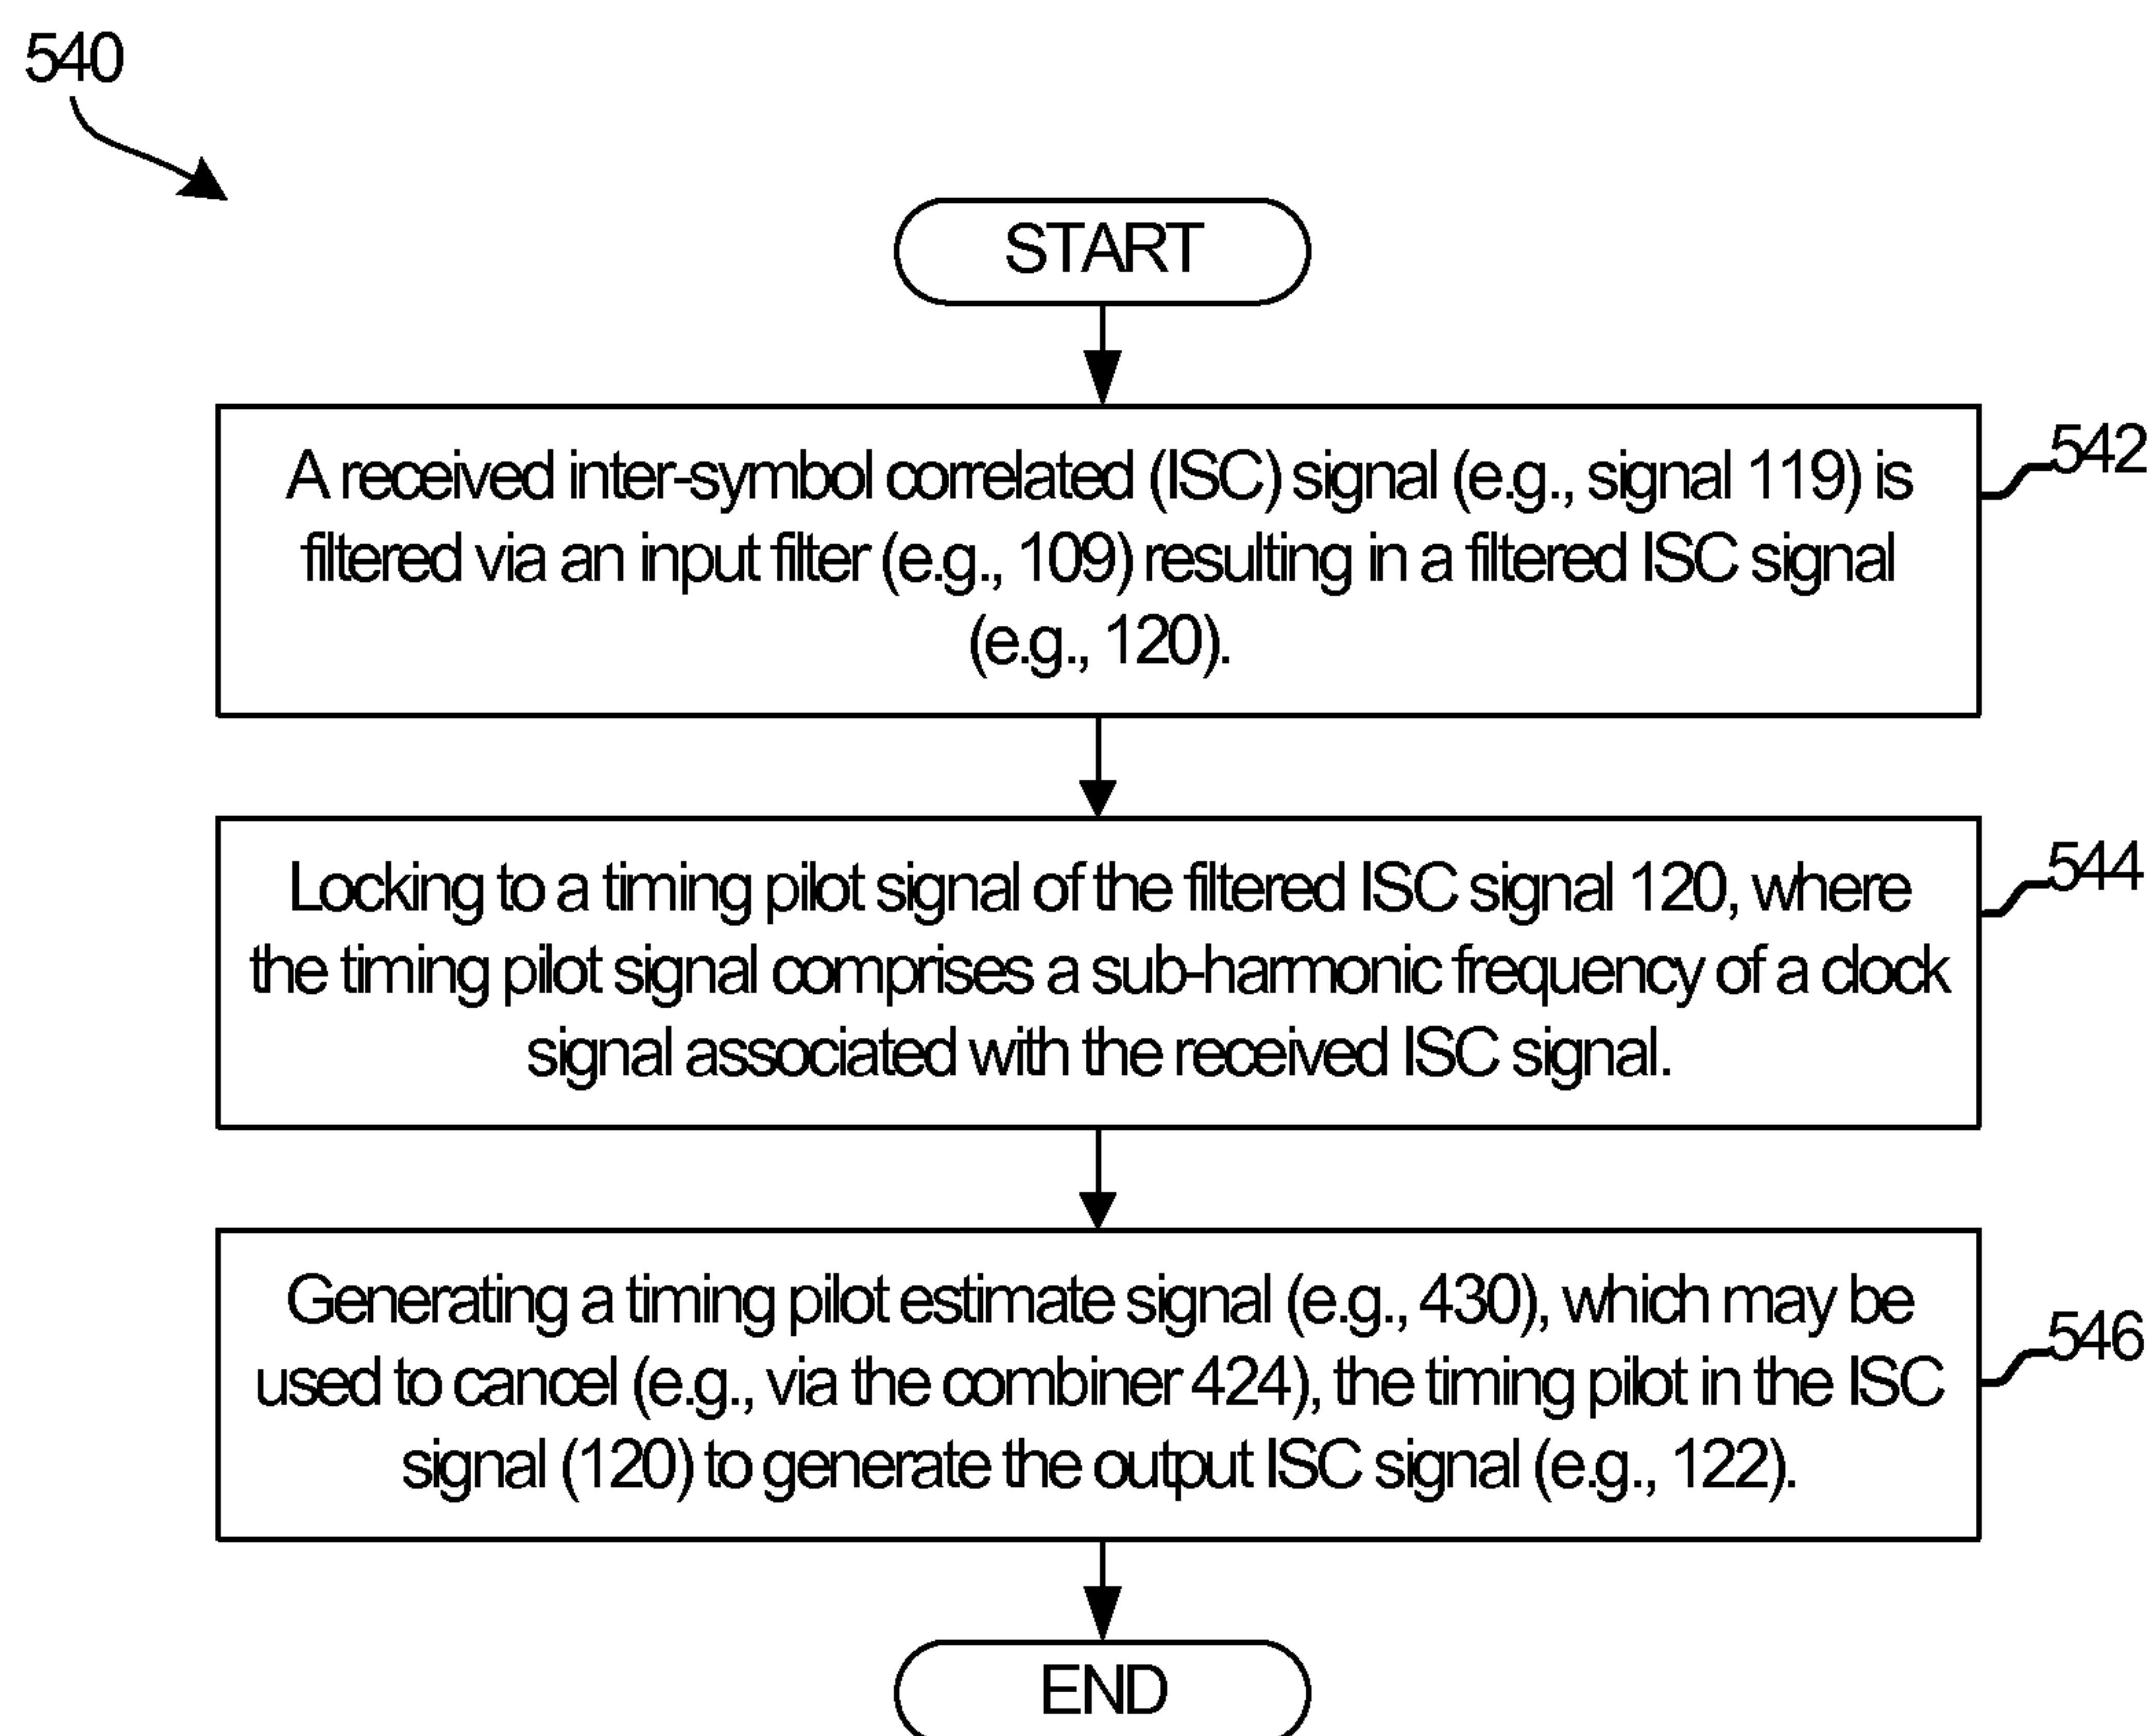 540
START
A received inter-symbol correlated (ISC) signal (e.g., signal 119) is
filtered via an input filter (e.g., 109) resulting in a filtered ISC signal
(e.g., 120).
542
Locking to a timing pilot signal of the filtered ISC signal 120, where
the timing pilot signal comprises a sub-harmonic frequency of a clock
signal associated with the received ISC signal.
544
Generating a timing pilot estimate signal (e.g., 430), which may be
used to cancel (e.g., via the combiner 424), the timing pilot in the ISC
signal (120) to generate the output ISC signal (e.g., 122).
546
END